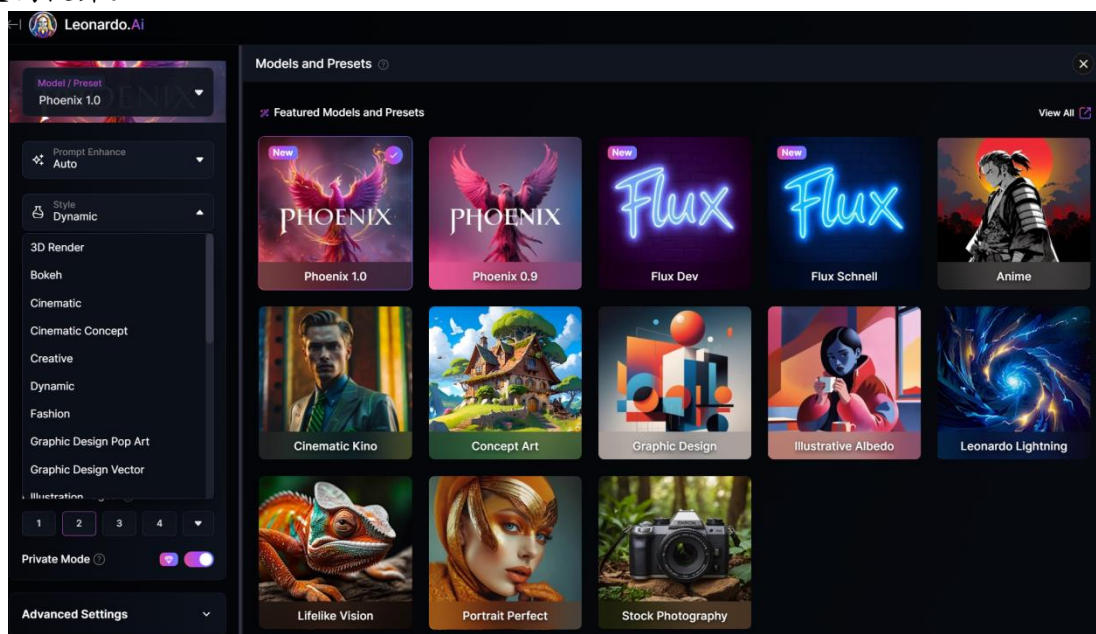 Leonardo.Ai
Models and Presets
Model / Preset
Phoenix 1.0
Featured Models and Presets
View All
Prompt Enhance
Auto
Style
Dynamic
3D Render
Bokeh
Cinematic
Cinematic Concept
Creative
Dynamic
Fashion
Graphic Design Pop Art
Graphic Design Vector
Illustration
1 2 3 4
Private Mode
Advanced Settings
New
PHOENIX
Phoenix 1.0
PHOENIX
Phoenix 0.9
New
Flux
Flux Dev
New
Flux
Flux Schnell
Anime
Cinematic Kino
Concept Art
Graphic Design
Illustrative Albedo
Leonardo Lightning
Lifelike Vision
Portrait Perfect
Stock Photography